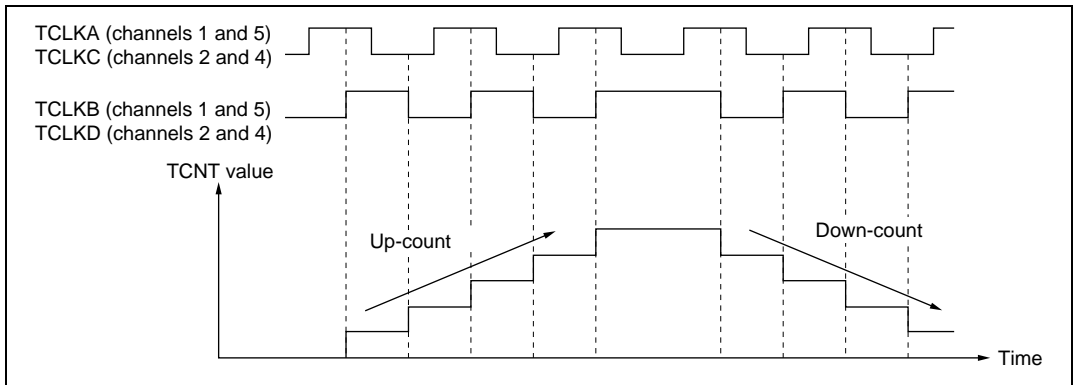 TCLKA (channels 1 and 5)
TCLKC (channels 2 and 4)
TCLKB (channels 1 and 5)
TCLKD (channels 2 and 4)
TCNT value
Up-count
Down-count
Time